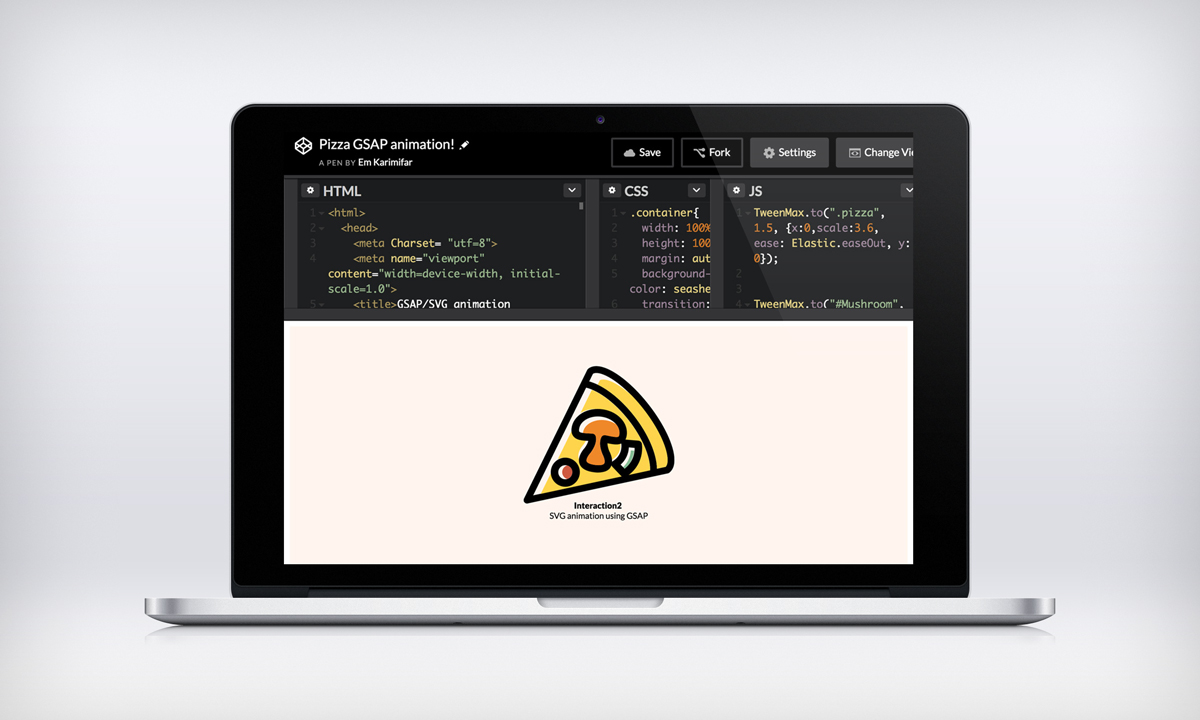 Pizza GSAP animation!
A PEN BY Em Karimifar
Save
Fork
Settings
Change Vie
HTML
1 <html>
2 <head>
3 <meta Charset= "utf=8">
4 <meta name="viewport"
content="width=device-width, initial-
scale=1.0">
5 <title>GSAP/SVG animation
CSS
1 .container{
2 width: 100%
3 height: 100
4 margin: aut
5 background-
color: seashe
6 transition:
JS
1 TweenMax.to(".pizza",
1.5, {x:0,scale:3.6,
ease: Elastic.easeOut, y:
0});
2
3
4 TweenMax.to("#Mushroom",
Interaction2
SVG animation using GSAP